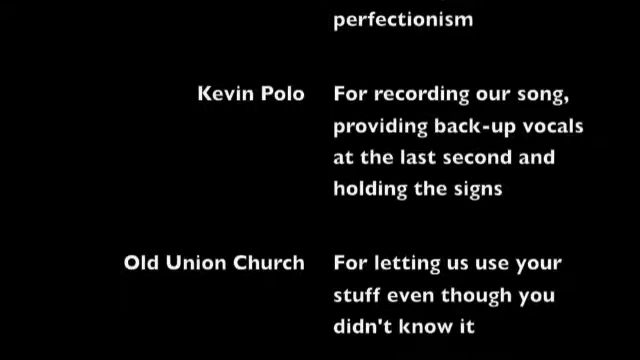 perfectionism
Kevin Polo For recording our song,
providing back-up vocals
at the last second and
holding the signs
Old Union Church For letting us use your
stuff even though you
didn't know it